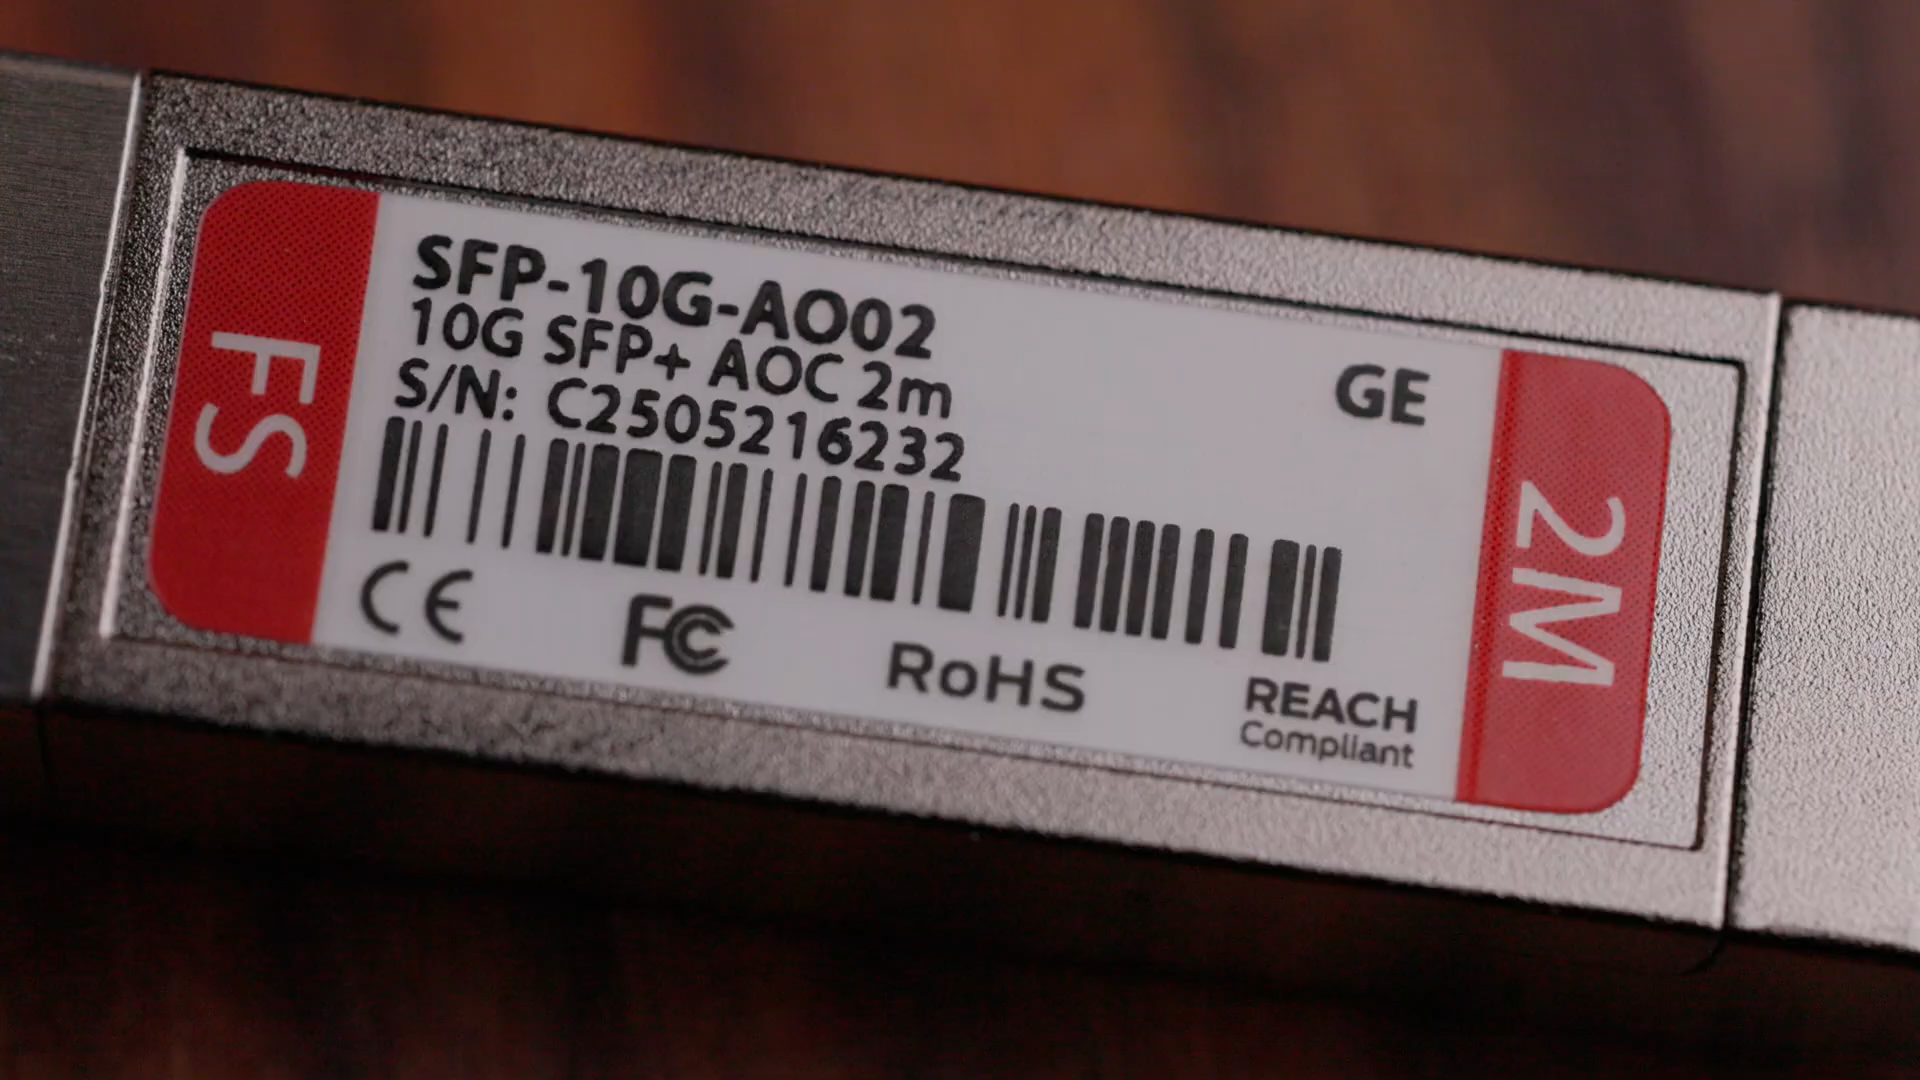 FS
SFP-10G-AO02
10G SFP+ AOC 2m
S/N: C2505216232
GE
2M
CE
FC
RoHS
REACH
Compliant